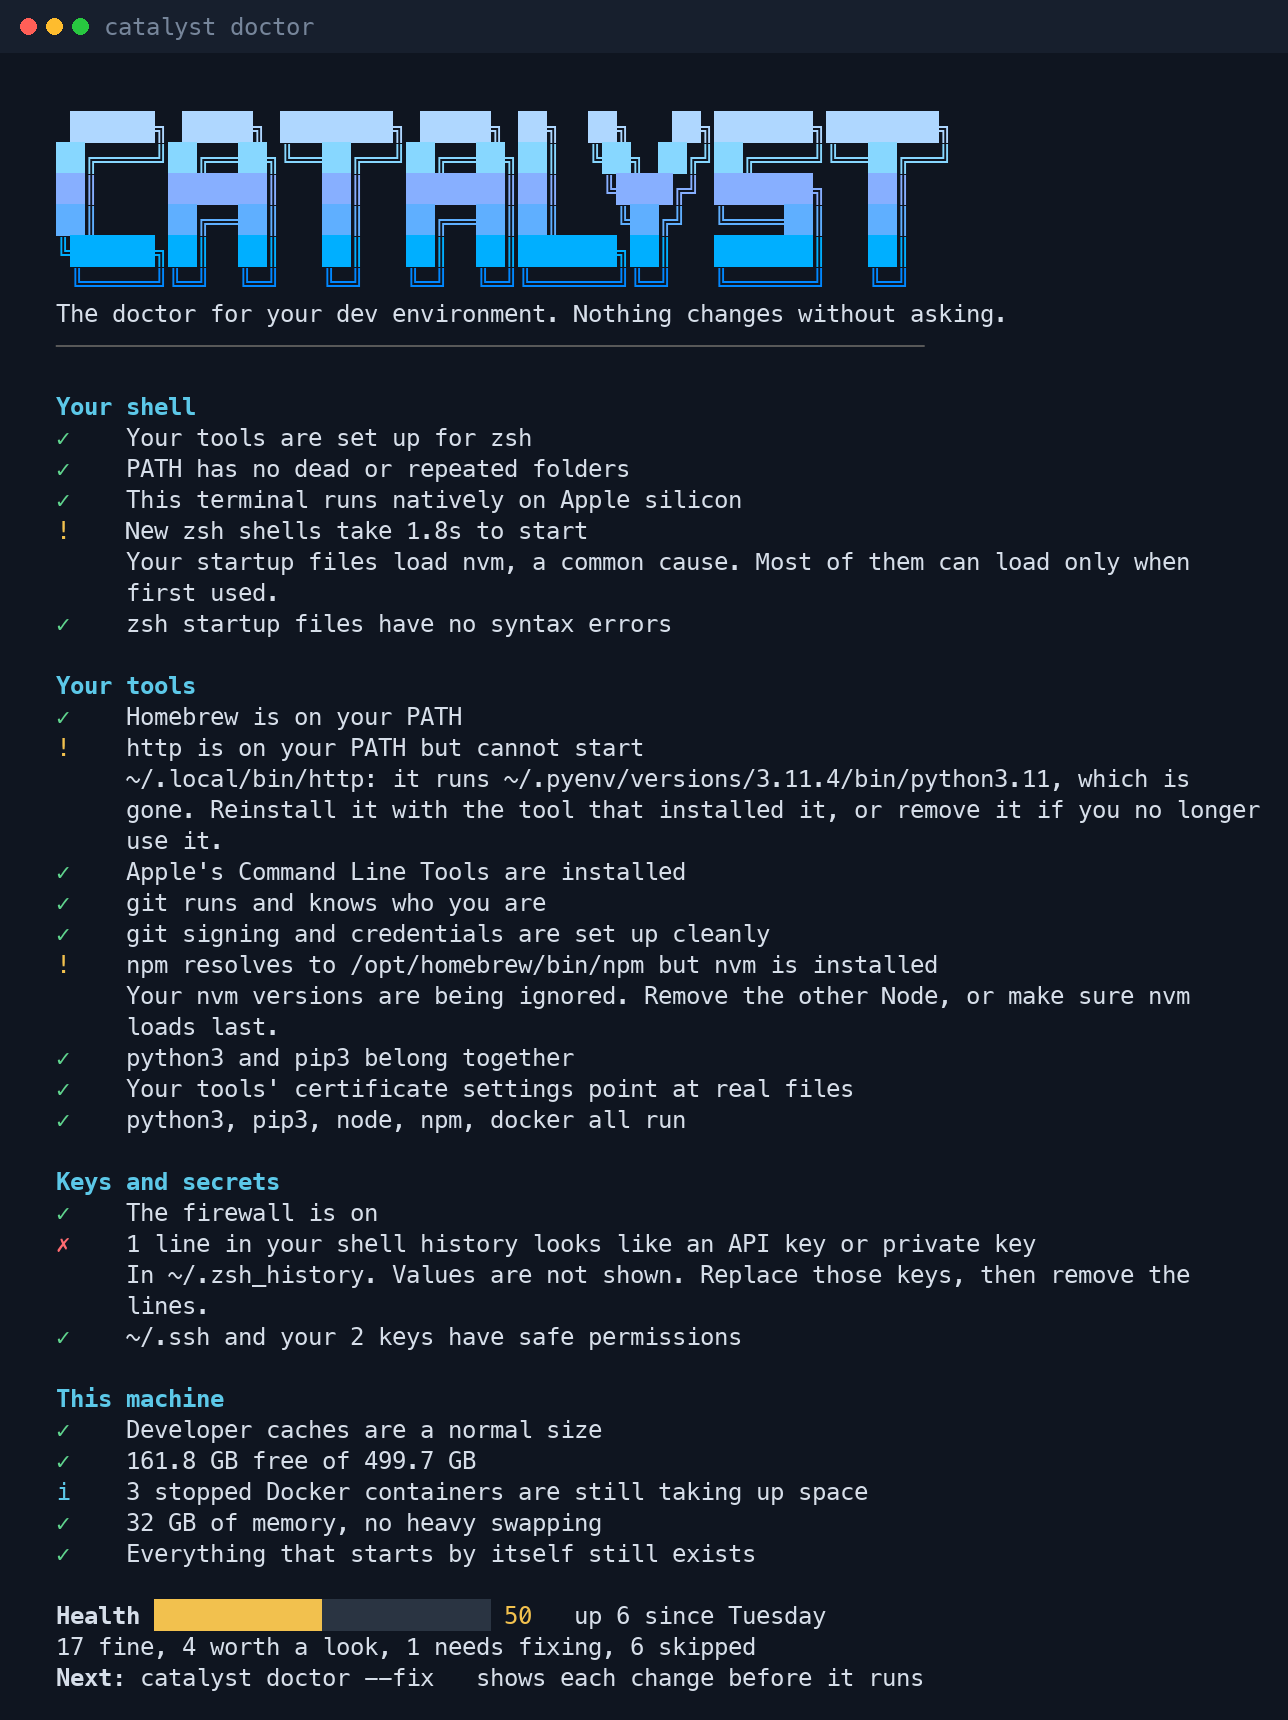 catalyst doctor
CATALYST
The doctor for your dev environment. Nothing changes without asking.
Your shell
✓ Your tools are set up for zsh
✓ PATH has no dead or repeated folders
✓ This terminal runs natively on Apple silicon
! New zsh shells take 1.8s to start
Your startup files load nvm, a common cause. Most of them can load only when
first used.
✓ zsh startup files have no syntax errors
Your tools
✓ Homebrew is on your PATH
! http is on your PATH but cannot start
~/.local/bin/http: it runs ~/.pyenv/versions/3.11.4/bin/python3.11, which is
gone. Reinstall it with the tool that installed it, or remove it if you no longer
use it.
✓ Apple's Command Line Tools are installed
✓ git runs and knows who you are
✓ git signing and credentials are set up cleanly
! npm resolves to /opt/homebrew/bin/npm but nvm is installed
Your nvm versions are being ignored. Remove the other Node, or make sure nvm
loads last.
✓ python3 and pip3 belong together
✓ Your tools' certificate settings point at real files
✓ python3, pip3, node, npm, docker all run
Keys and secrets
✓ The firewall is on
✗ 1 line in your shell history looks like an API key or private key
In ~/.zsh_history. Values are not shown. Replace those keys, then remove the
lines.
✓ ~/.ssh and your 2 keys have safe permissions
This machine
✓ Developer caches are a normal size
✓ 161.8 GB free of 499.7 GB
i 3 stopped Docker containers are still taking up space
✓ 32 GB of memory, no heavy swapping
✓ Everything that starts by itself still exists
Health 50 up 6 since Tuesday
17 fine, 4 worth a look, 1 needs fixing, 6 skipped
Next: catalyst doctor --fix shows each change before it runs